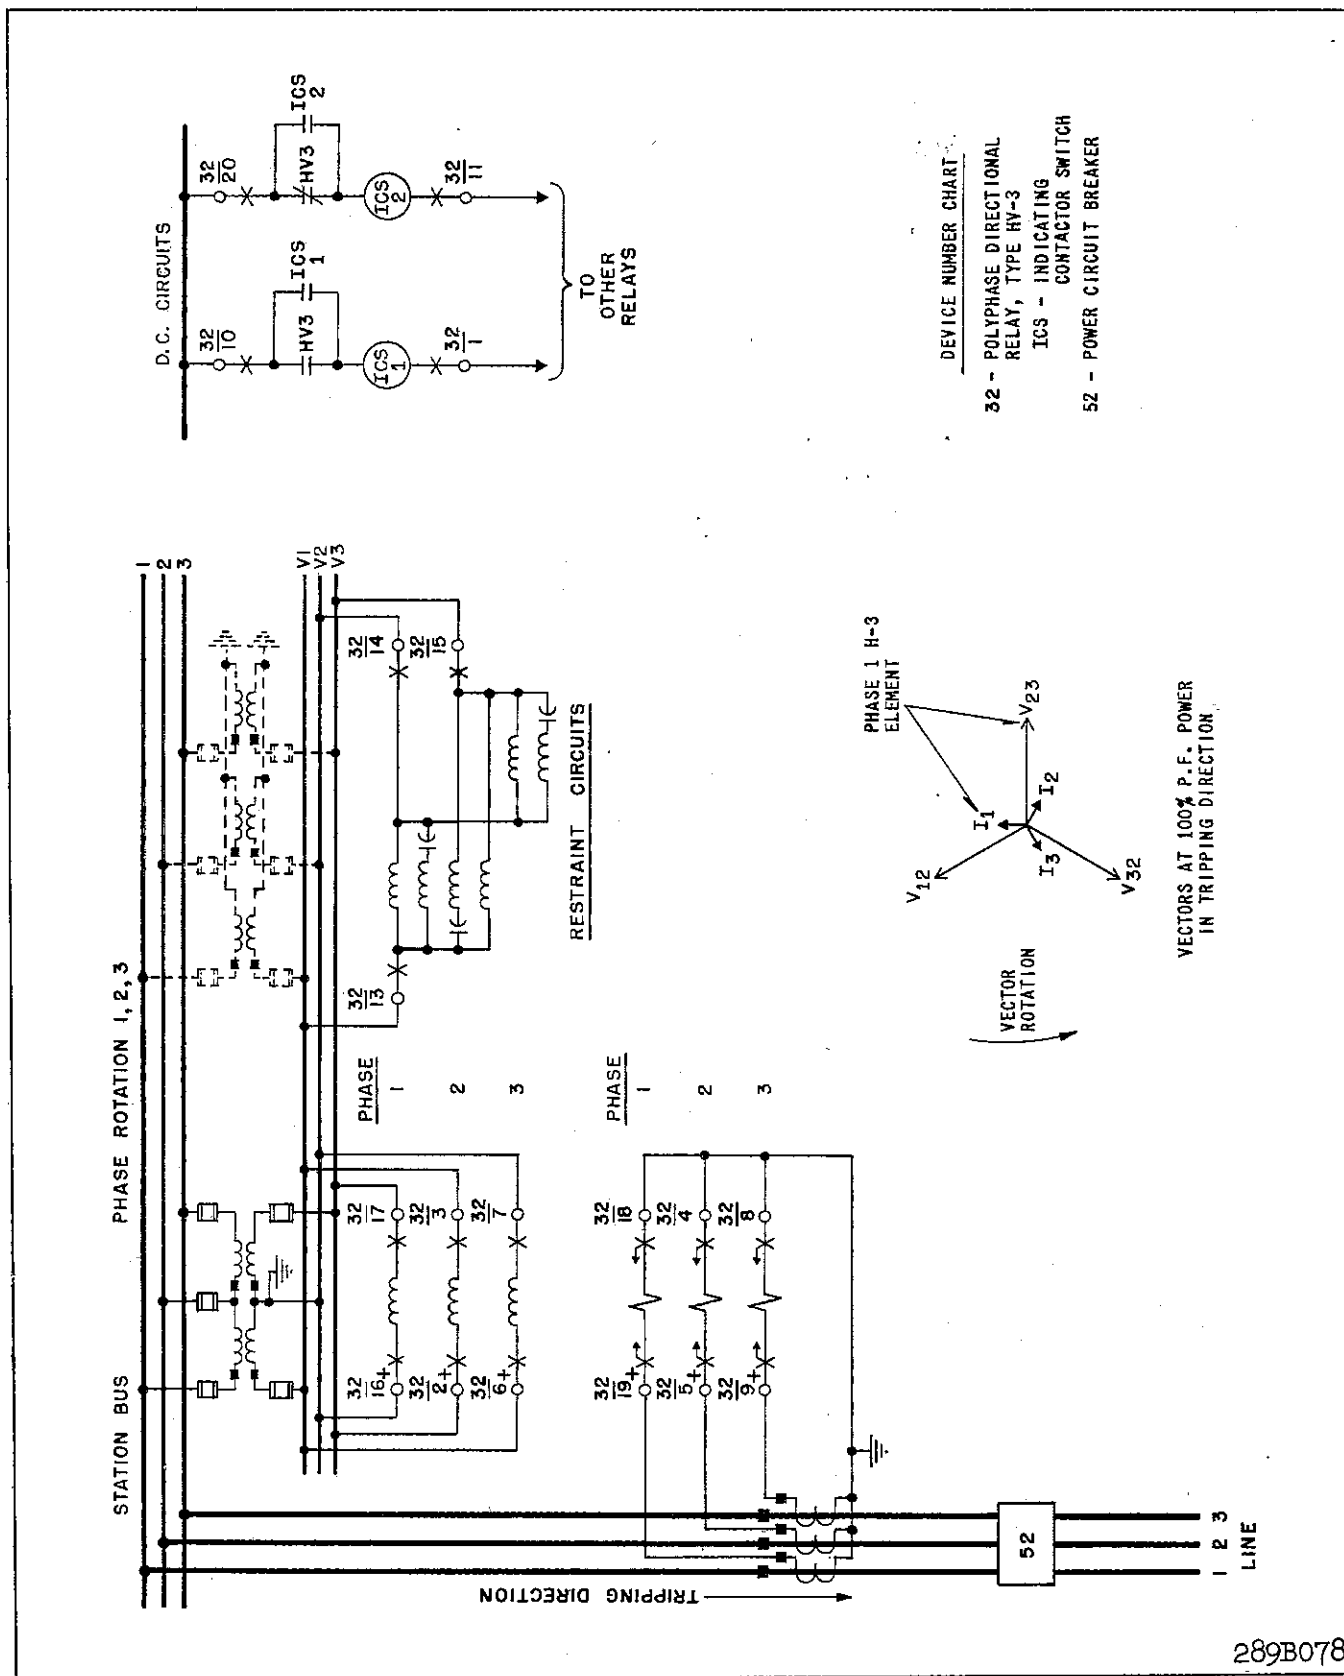 STATION BUS
PHASE ROTATION 1, 2, 3
1
2
3
V1
V2
V3
D.C. CIRCUITS
32
10
32
20
HV3
ICS
1
HV3
ICS
2
ICS
1
ICS
2
32
1
32
11
TO
OTHER
RELAYS
32
16
+
32
17
32
2
+
32
3
32
6
+
32
7
PHASE
1
2
3
32
13
32
14
32
15
RESTRAINT CIRCUITS
32
19
+
32
18
32
5
+
32
4
32
9
+
32
8
PHASE
1
2
3
TRIPPING DIRECTION
52
1 2 3
LINE
VECTOR
ROTATION
PHASE 1 H-3
ELEMENT
V12
V23
V32
I1
I2
I3
VECTORS AT 100% P.F. POWER
IN TRIPPING DIRECTION
DEVICE NUMBER CHART
32 - POLYPHASE DIRECTIONAL
RELAY, TYPE HV-3
ICS - INDICATING
CONTACTOR SWITCH
52 - POWER CIRCUIT BREAKER
289B078